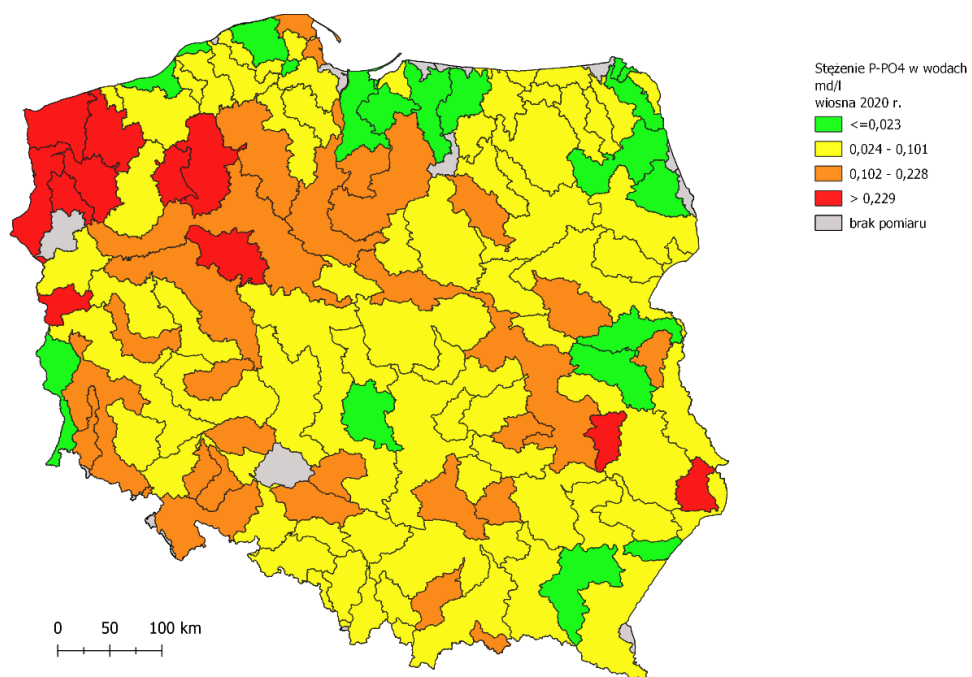 Stężenie P-PO4 w wodach
md/l
wiosna 2020 r.
<=0,023
0,024 - 0,101
0,102 - 0,228
> 0,229
brak pomiaru
0 50 100 km